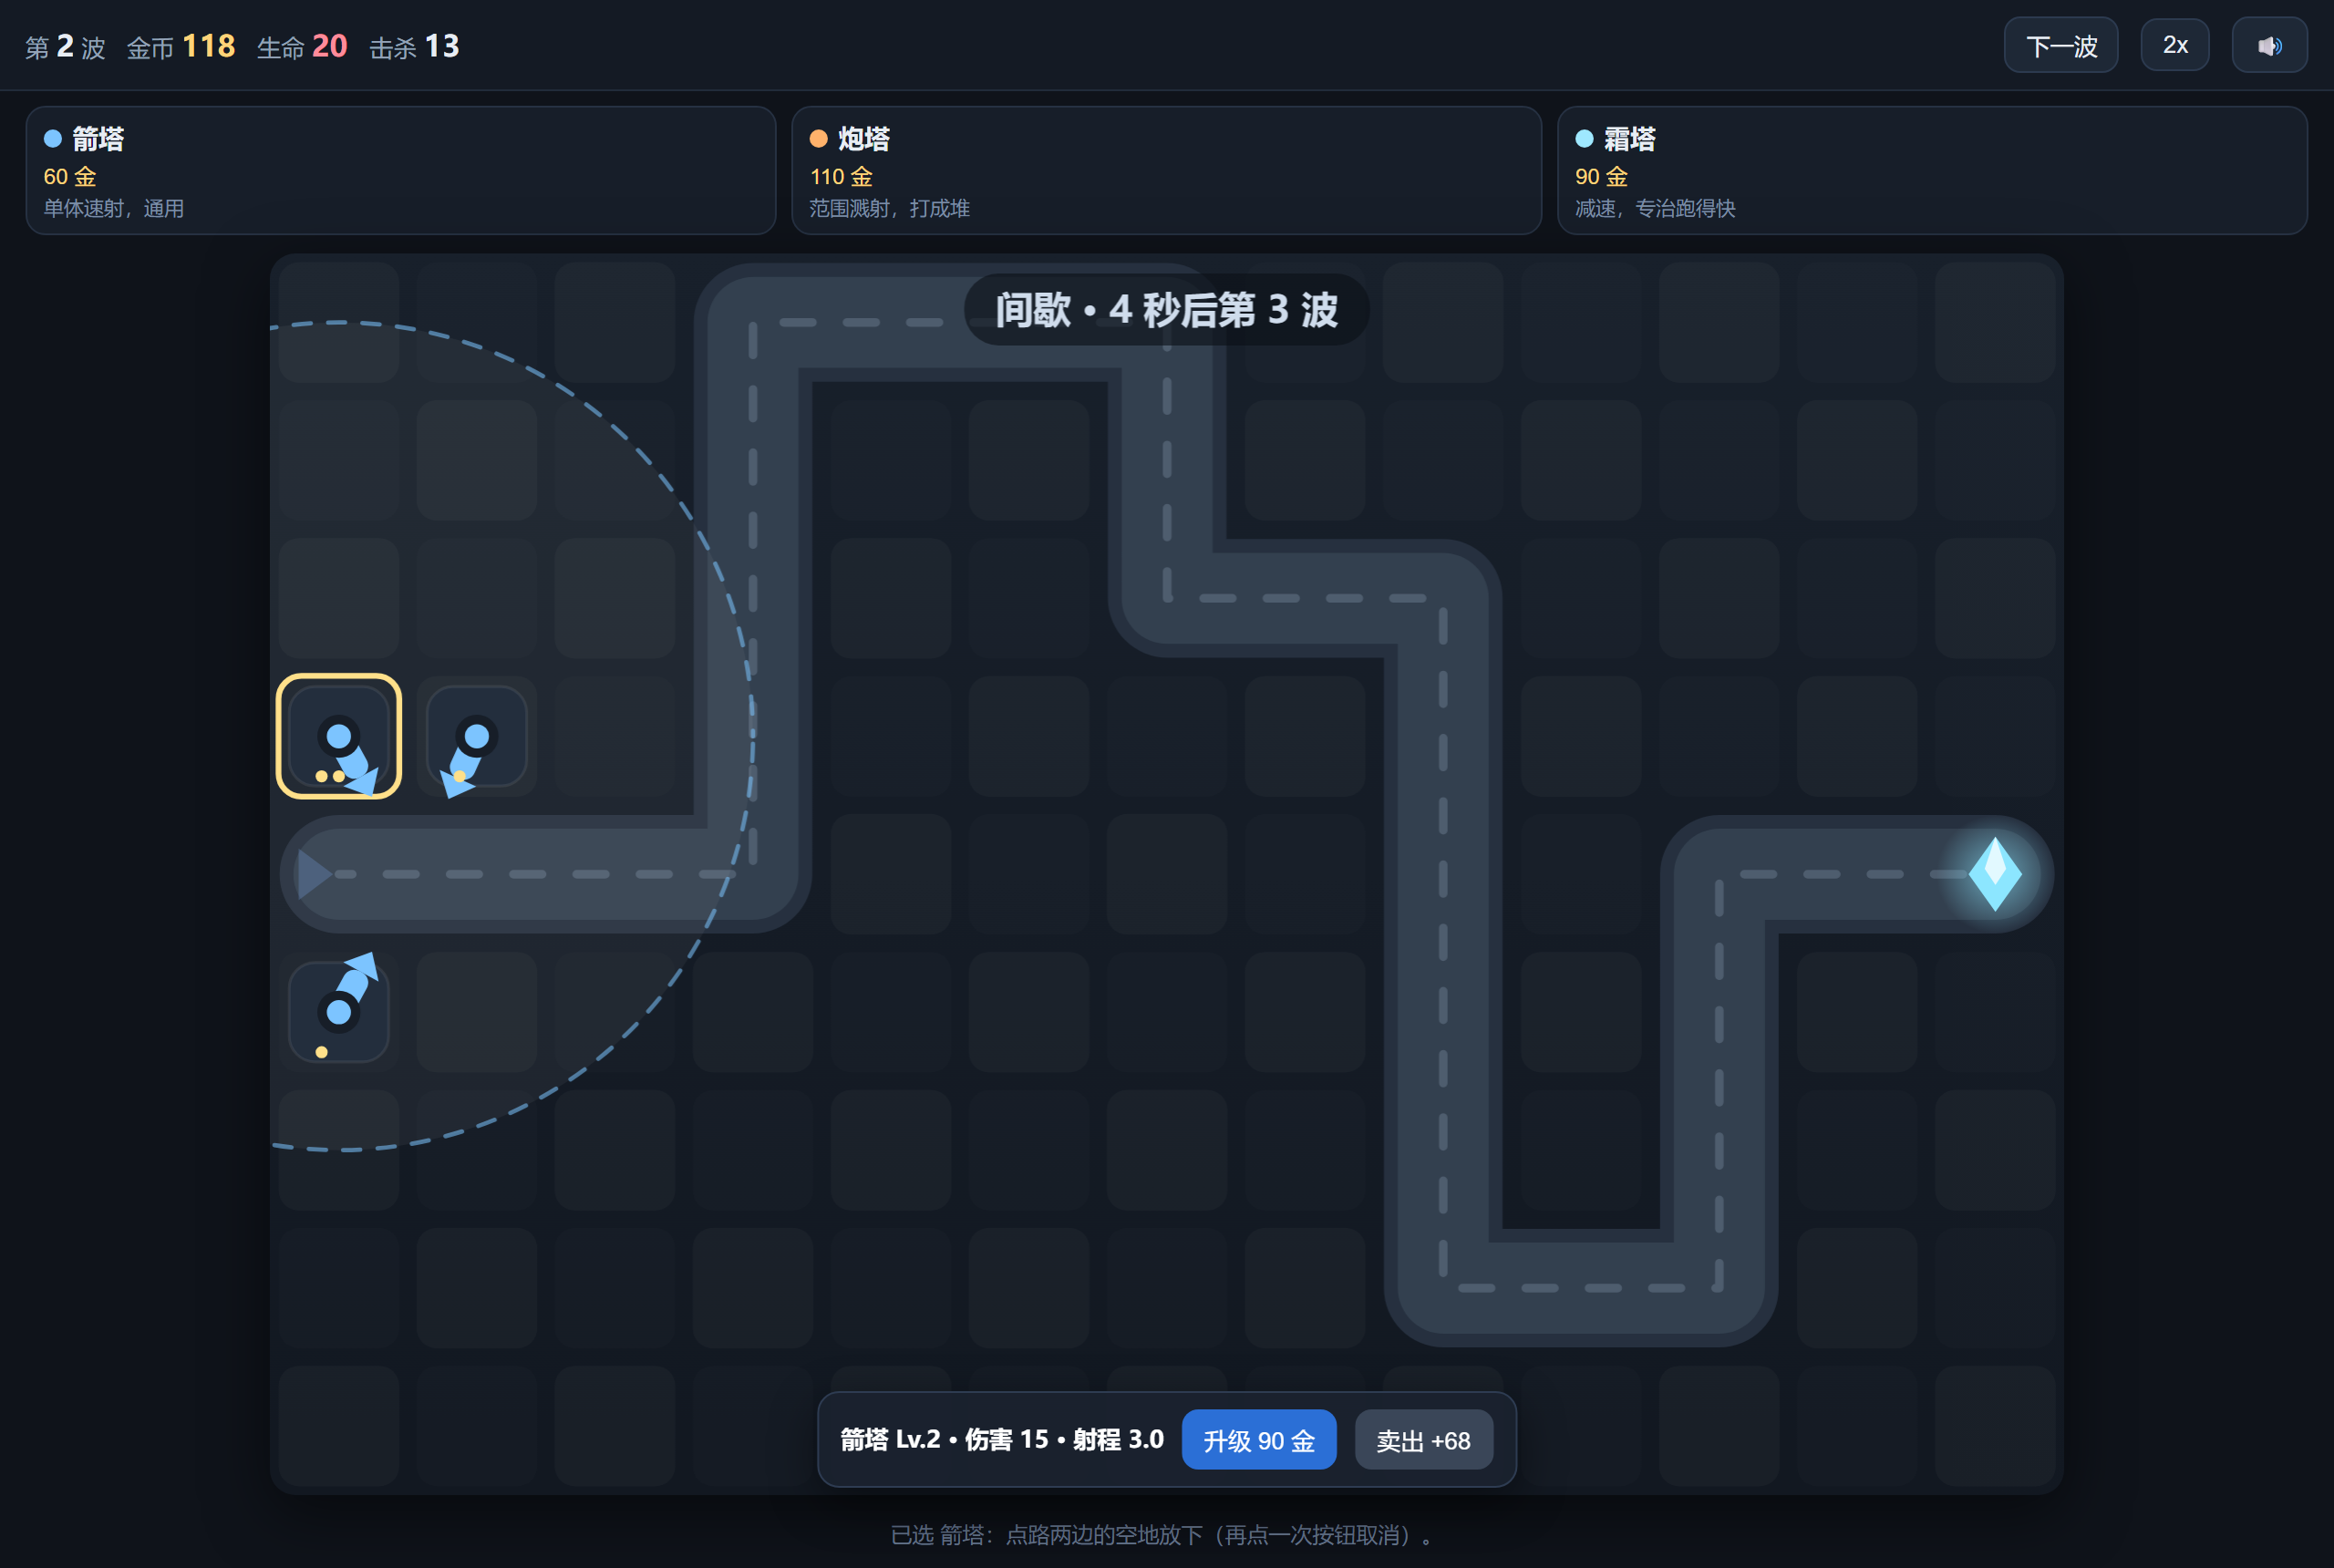 第 2 波 金币 118 生命 20 击杀 13
下一波 2x
箭塔
60 金
单体速射，通用
炮塔
110 金
范围溅射，打成堆
霜塔
90 金
减速，专治跑得快
间歇 · 4 秒后第 3 波
箭塔 Lv.2 · 伤害 15 · 射程 3.0 升级 90 金 卖出 +68
已选 箭塔：点路两边的空地放下（再点一次按钮取消）。